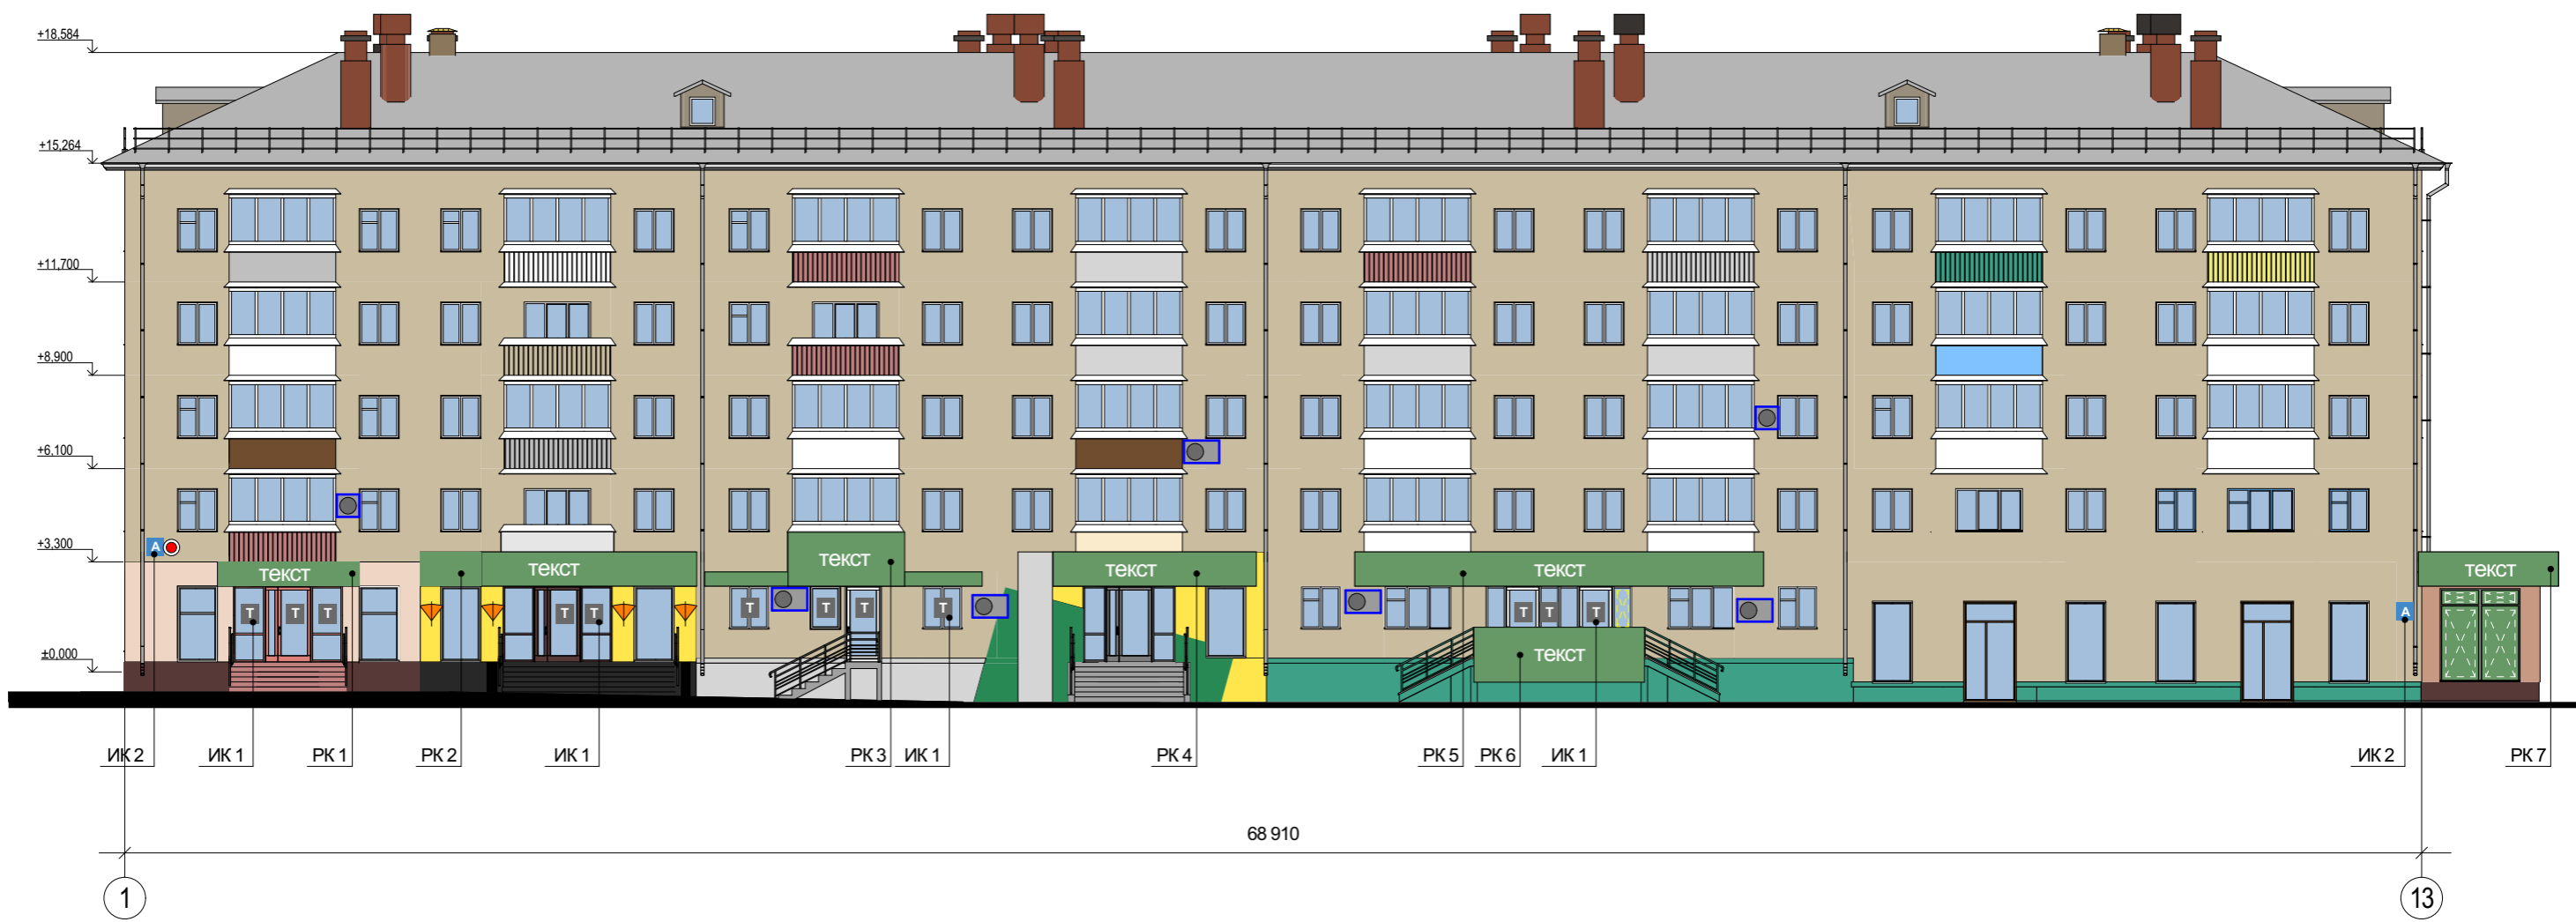 +18,584
+15,264
+11,700
+8,900
+6,100
+3,300
±0,000
А
текст
текст
текст
текст
текст
текст
Т
Т
Т
Т
Т
Т
Т
Т
Т
Т
Т
Т
А
текст
ИК 2
ИК 1
РК 1
РК 2
ИК 1
РК 3
ИК 1
РК 4
РК 5
РК 6
ИК 1
ИК 2
РК 7
68 910
1
13